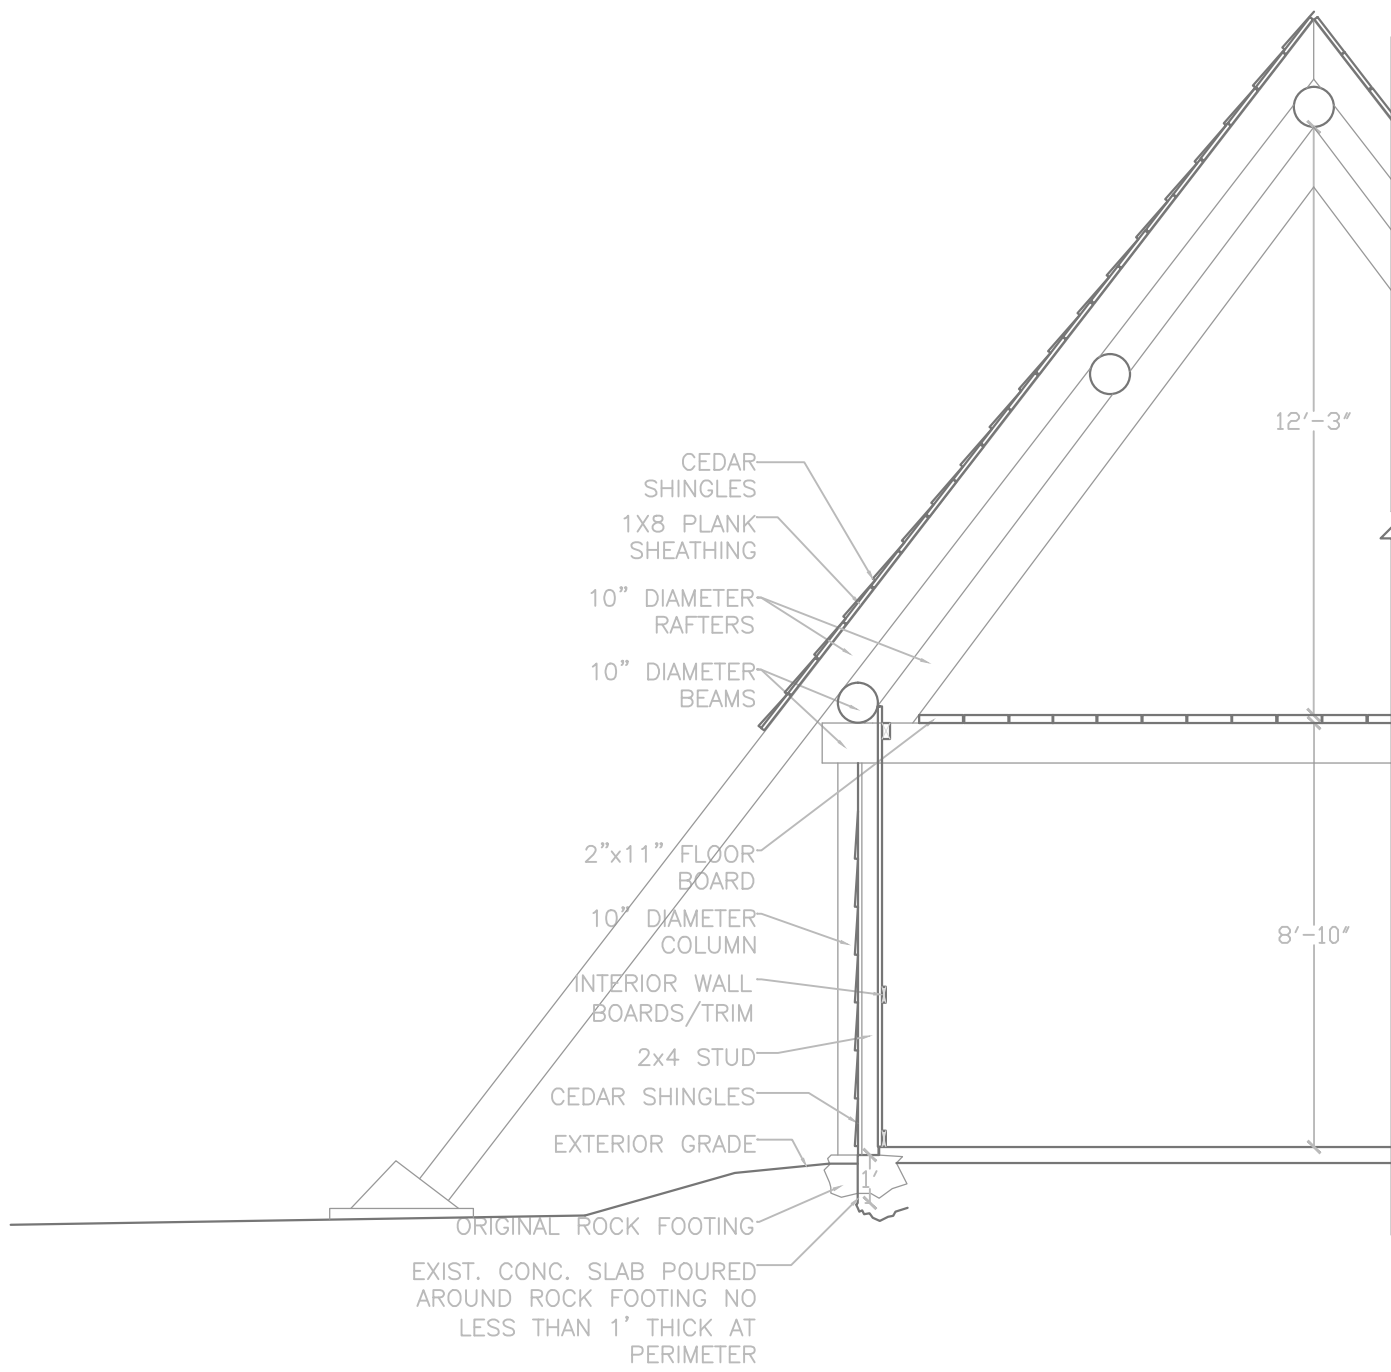 12'-3"
CEDAR
SHINGLES
1X8 PLANK
SHEATHING
10" DIAMETER
RAFTERS
10" DIAMETER
BEAMS
2"x11" FLOOR
BOARD
10" DIAMETER
COLUMN
8'-10"
INTERIOR WALL
BOARDS/TRIM
2x4 STUD
CEDAR SHINGLES
EXTERIOR GRADE
1'
ORIGINAL ROCK FOOTING
EXIST. CONC. SLAB POURED
AROUND ROCK FOOTING NO
LESS THAN 1' THICK AT
PERIMETER